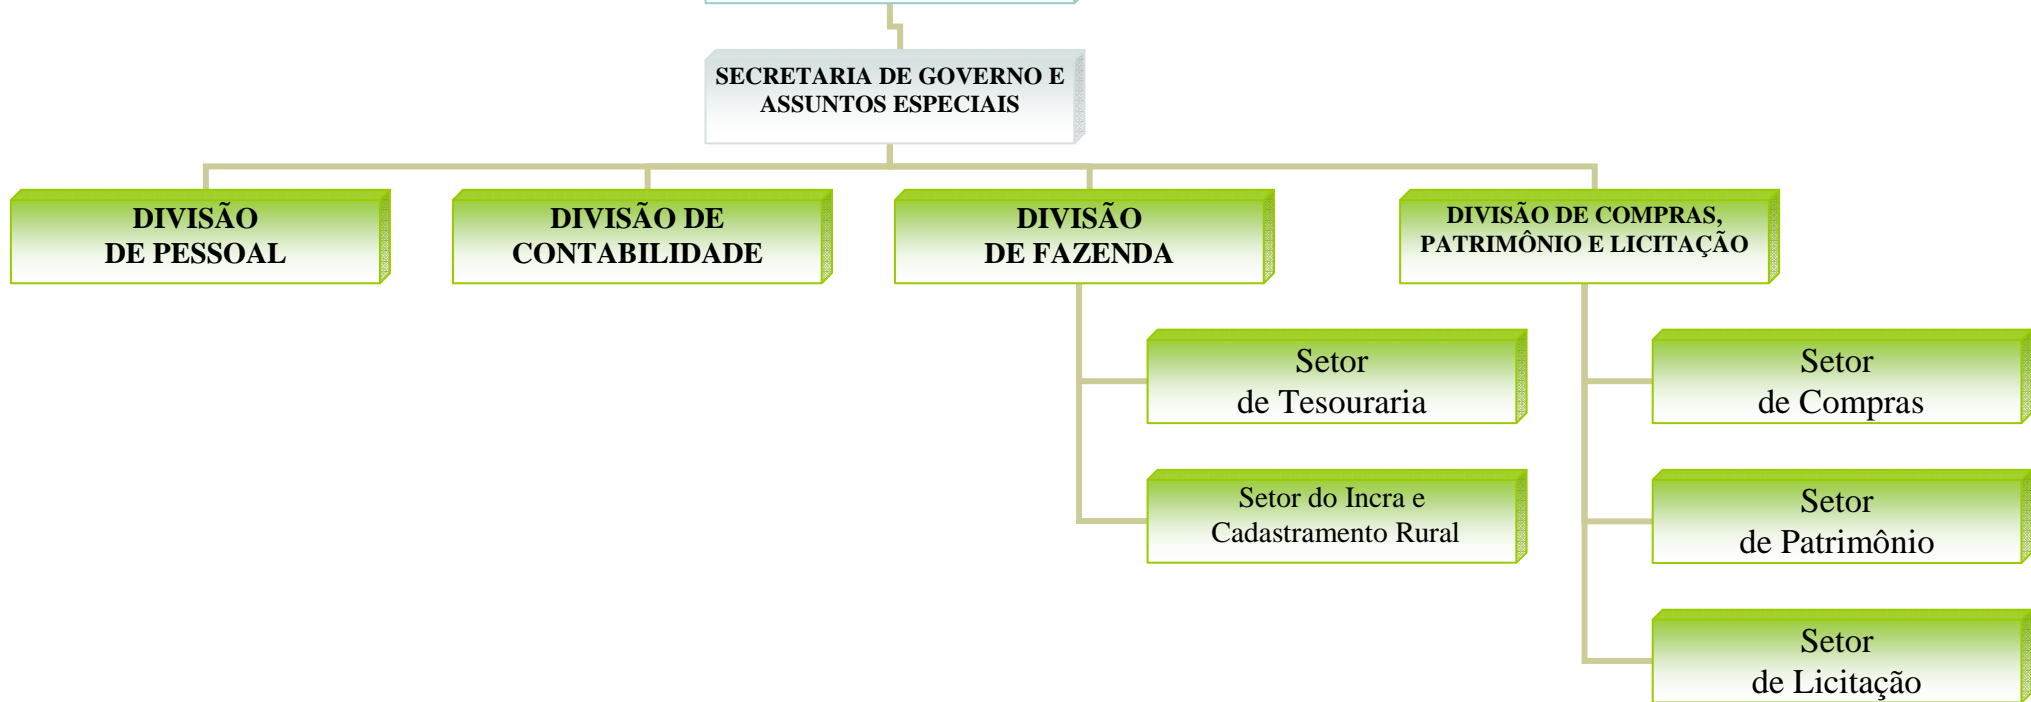 SECRETARIA DE GOVERNO E
ASSUNTOS ESPECIAIS
DIVISÃO
DE PESSOAL
DIVISÃO DE
CONTABILIDADE
DIVISÃO
DE FAZENDA
DIVISÃO DE COMPRAS,
PATRIMÔNIO E LICITAÇÃO
Setor
de Tesouraria
Setor do Incra e
Cadastramento Rural
Setor
de Compras
Setor
de Patrimônio
Setor
de Licitação